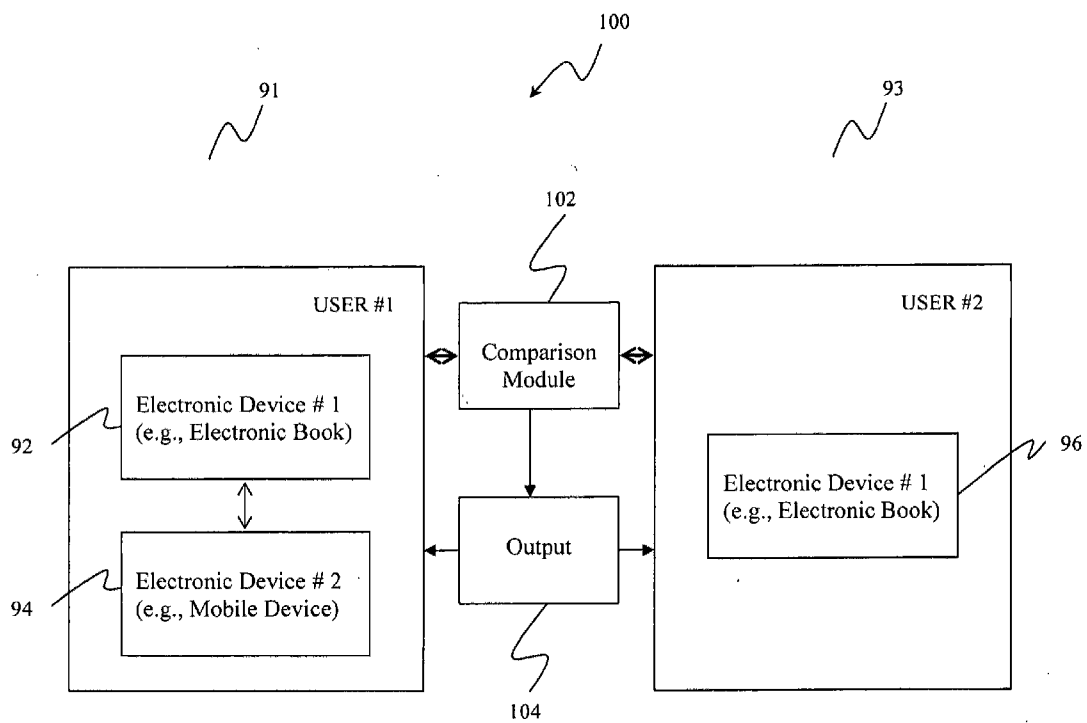 100
91
93
102
USER #1
USER #2
Comparison
Module
Electronic Device # 1
(e.g., Electronic Book)
92
96
Electronic Device # 1
(e.g., Electronic Book)
Output
Electronic Device # 2
(e.g., Mobile Device)
94
104